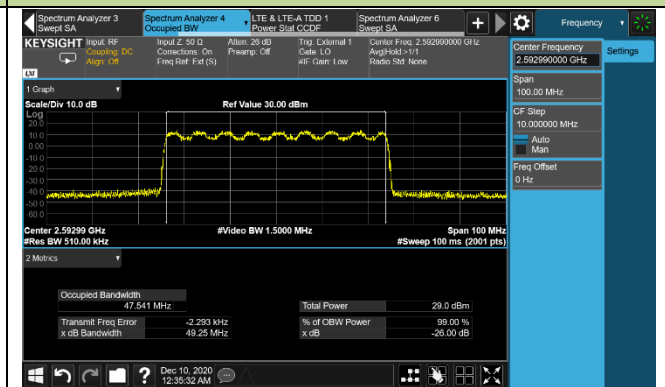 Spectrum Analyzer 3
Swept SA
Spectrum Analyzer 4
Occupied BW
LTE & LTE-A TDD 1
Power Stat CCDF
Spectrum Analyzer 6
Swept SA
+
Frequency
KEYSIGHT
Input: RF
Coupling: DC
Align: Off
Input Z: 50 Ω
Corrections: On
Freq Ref: Ext (S)
Atten: 26 dB
Preamp: Off
Trig: External 1
Gate: LO
#IF Gain: Low
Center Freq: 2.592990000 GHz
Avg|Hold:>1/1
Radio Std: None
LXI
1 Graph
Scale/Div 10.0 dB
Ref Value 30.00 dBm
Log
20.0
10.0
0.00
-10.0
-20.0
-30.0
-40.0
-50.0
-60.0
Center 2.59299 GHz
#Res BW 510.00 kHz
#Video BW 1.5000 MHz
Span 100 MHz
#Sweep 100 ms (2001 pts)
2 Metrics
Occupied Bandwidth
47.541 MHz
Total Power 29.0 dBm
Transmit Freq Error -2.293 kHz
% of OBW Power 99.00 %
x dB Bandwidth 49.25 MHz
x dB -26.00 dB
Center Frequency
2.592990000 GHz
Settings
Span
100.00 MHz
CF Step
10.000000 MHz
Auto
Man
Freq Offset
0 Hz
?
Dec 10, 2020
12:35:32 AM